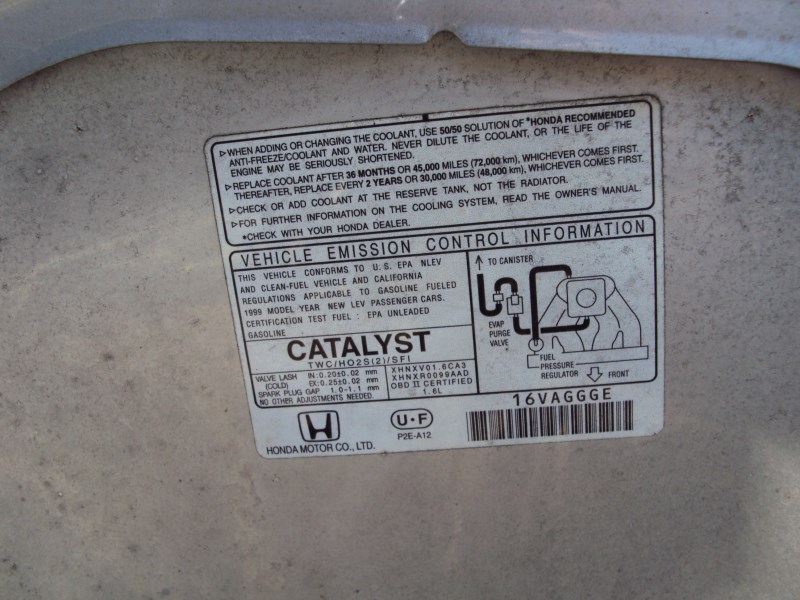 ▷WHEN ADDING OR CHANGING THE COOLANT, USE 50/50 SOLUTION OF *HONDA RECOMMENDED
ANTI-FREEZE/COOLANT AND WATER. NEVER DILUTE THE COOLANT, OR THE LIFE OF THE
ENGINE MAY BE SERIOUSLY SHORTENED.
▷REPLACE COOLANT AFTER 36 MONTHS OR 45,000 MILES (72,000 km), WHICHEVER COMES FIRST.
THEREAFTER, REPLACE EVERY 2 YEARS OR 30,000 MILES (48,000 km), WHICHEVER COMES FIRST.
▷CHECK OR ADD COOLANT AT THE RESERVE TANK, NOT THE RADIATOR.
▷FOR FURTHER INFORMATION ON THE COOLING SYSTEM, READ THE OWNER'S MANUAL.
*CHECK WITH YOUR HONDA DEALER.
VEHICLE EMISSION CONTROL INFORMATION
THIS VEHICLE CONFORMS TO U.S. EPA NLEV
AND CLEAN-FUEL VEHICLE AND CALIFORNIA
REGULATIONS APPLICABLE TO GASOLINE FUELED
1999 MODEL YEAR NEW LEV PASSENGER CARS.
CERTIFICATION TEST FUEL : EPA UNLEADED
GASOLINE
CATALYST
TWC/HO2S(2)/SFI
VALVE LASH IN:0.20±0.02 mm
(COLD) EX:0.25±0.02 mm
SPARK PLUG GAP 1.0-1.1 mm
NO OTHER ADJUSTMENTS NEEDED.
XHNXV01.6CA3
XHNXR0099AAD
OBD II CERTIFIED
1.6L
TO CANISTER
EVAP
PURGE
VALVE
FUEL
PRESSURE
REGULATOR
FRONT
HONDA MOTOR CO., LTD.
U·F
P2E-A12
16VAGGGE